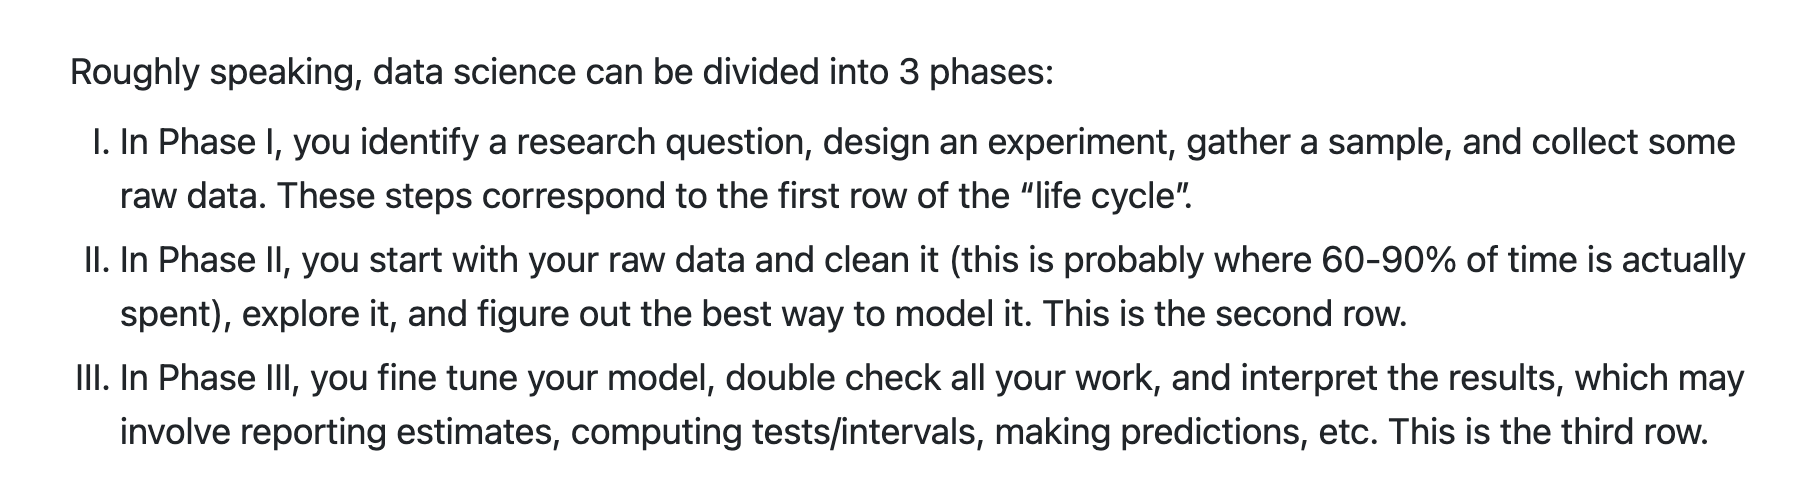 Roughly speaking, data science can be divided into 3 phases:
I. In Phase I, you identify a research question, design an experiment, gather a sample, and collect some
raw data. These steps correspond to the first row of the “life cycle”.
II. In Phase II, you start with your raw data and clean it (this is probably where 60-90% of time is actually
spent), explore it, and figure out the best way to model it. This is the second row.
III. In Phase III, you fine tune your model, double check all your work, and interpret the results, which may
involve reporting estimates, computing tests/intervals, making predictions, etc. This is the third row.